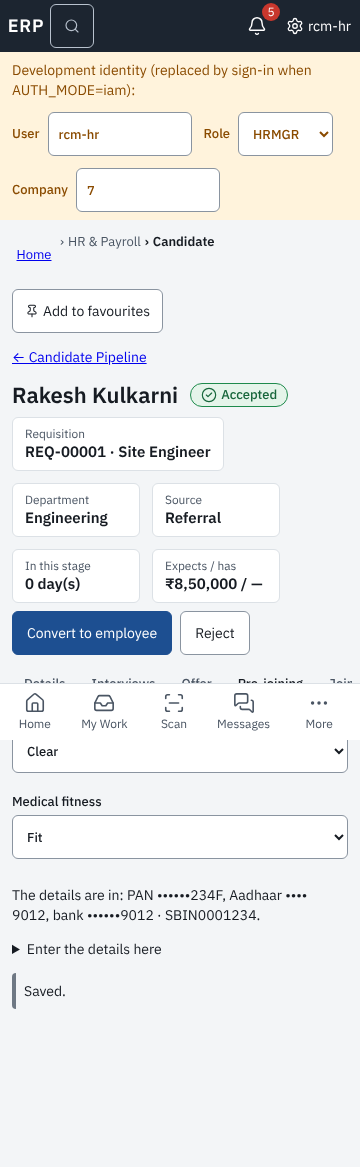 ERP
5
rcm-hr
Development identity (replaced by sign-in when
AUTH_MODE=iam):
User rcm-hr Role HRMGR
Company 7
Home › HR & Payroll › Candidate
Add to favourites
← Candidate Pipeline
Rakesh Kulkarni Accepted
Requisition
REQ-00001 · Site Engineer
Department
Engineering
Source
Referral
In this stage
0 day(s)
Expects / has
₹8,50,000 / —
Convert to employee Reject
Details Interviews Offer Pre-joining Join
Home My Work Scan Messages More
Clear
Medical fitness
Fit
The details are in: PAN ••••••234F, Aadhaar ••••
9012, bank ••••••9012 · SBIN0001234.
Enter the details here
Saved.